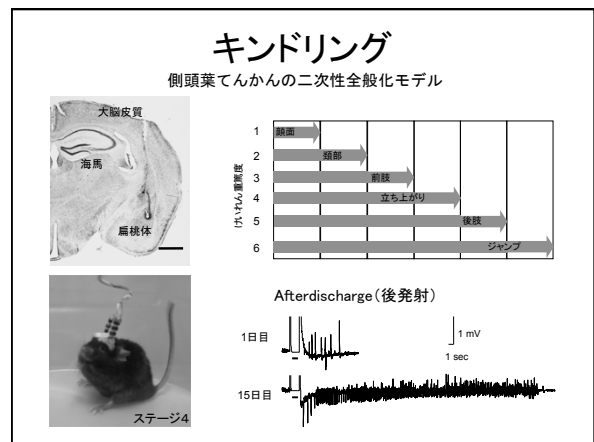 キンドリング
側頭葉てんかんの二次性全般化モデル
大脳皮質
海馬
扁桃体
ステージ4
けいれん重篤度
1 顔面
2 頚部
3 前肢
4 立ち上がり
5 後肢
6 ジャンプ
Afterdischarge(後発射)
1日目
1 mV
1 sec
15日目